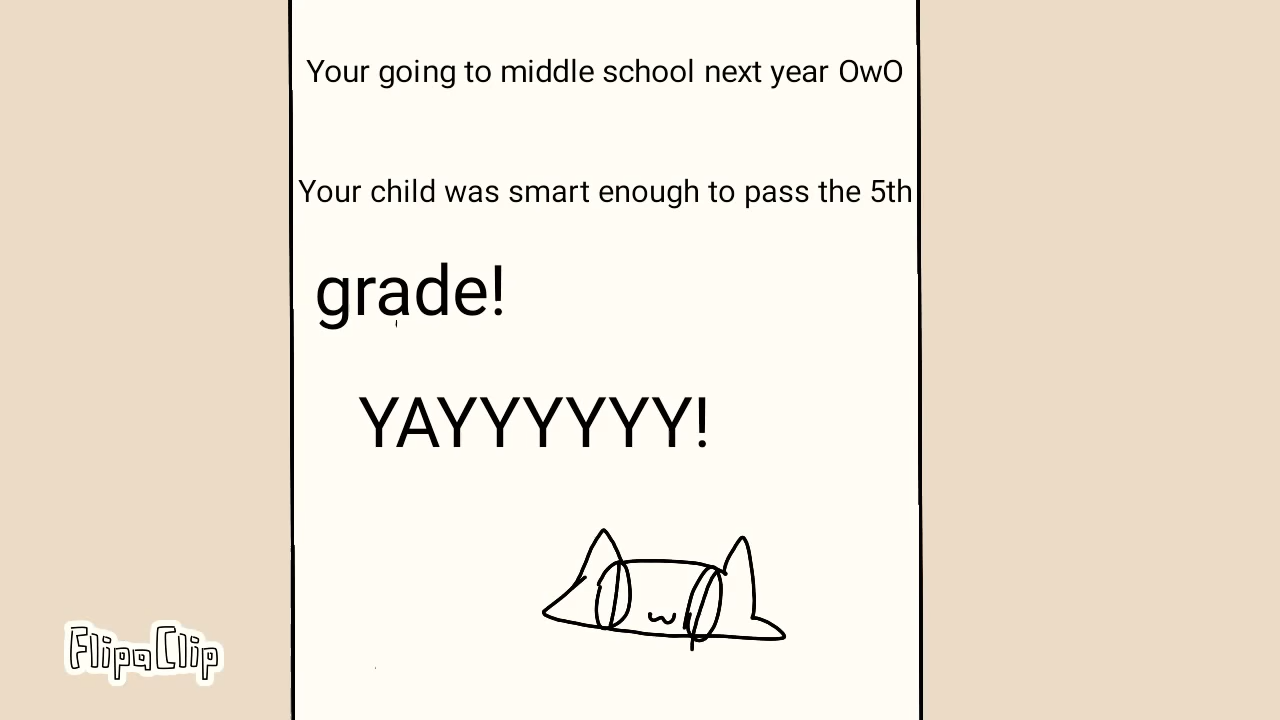 Your going to middle school next year OwO
Your child was smart enough to pass the 5th
grade!
YAYYYYYY!
FlipaClip